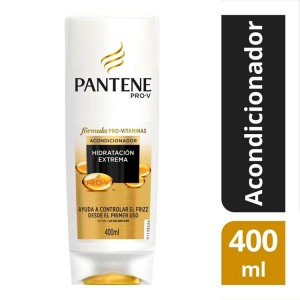 PANTENE
PRO-V
fórmula PRO-VITAMINAS
ACONDICIONADOR
HIDRATACIÓN
EXTREMA
PRO-V
AYUDA A CONTROLAR EL FRIZZ
DESDE EL PRIMER USO
400ml
Acondicionador
400
ml